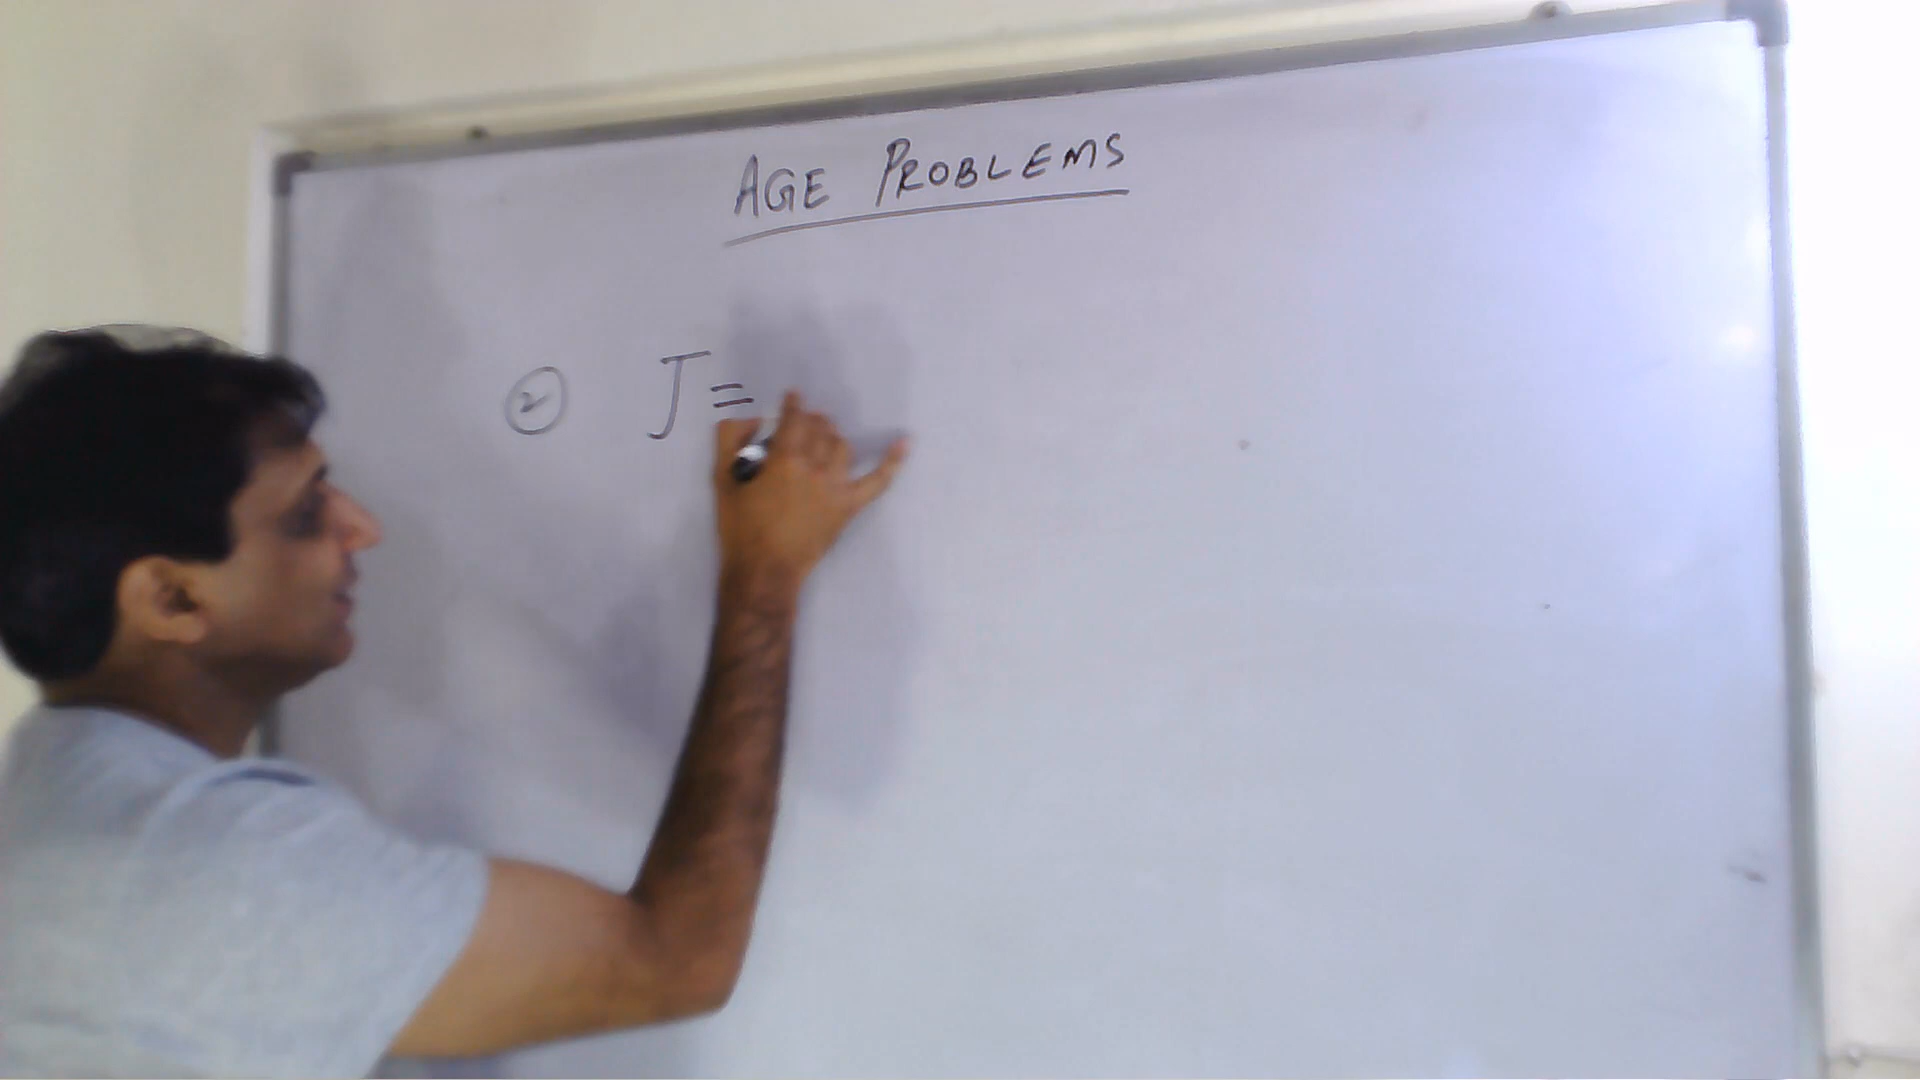 AGE PROBLEMS
② J =